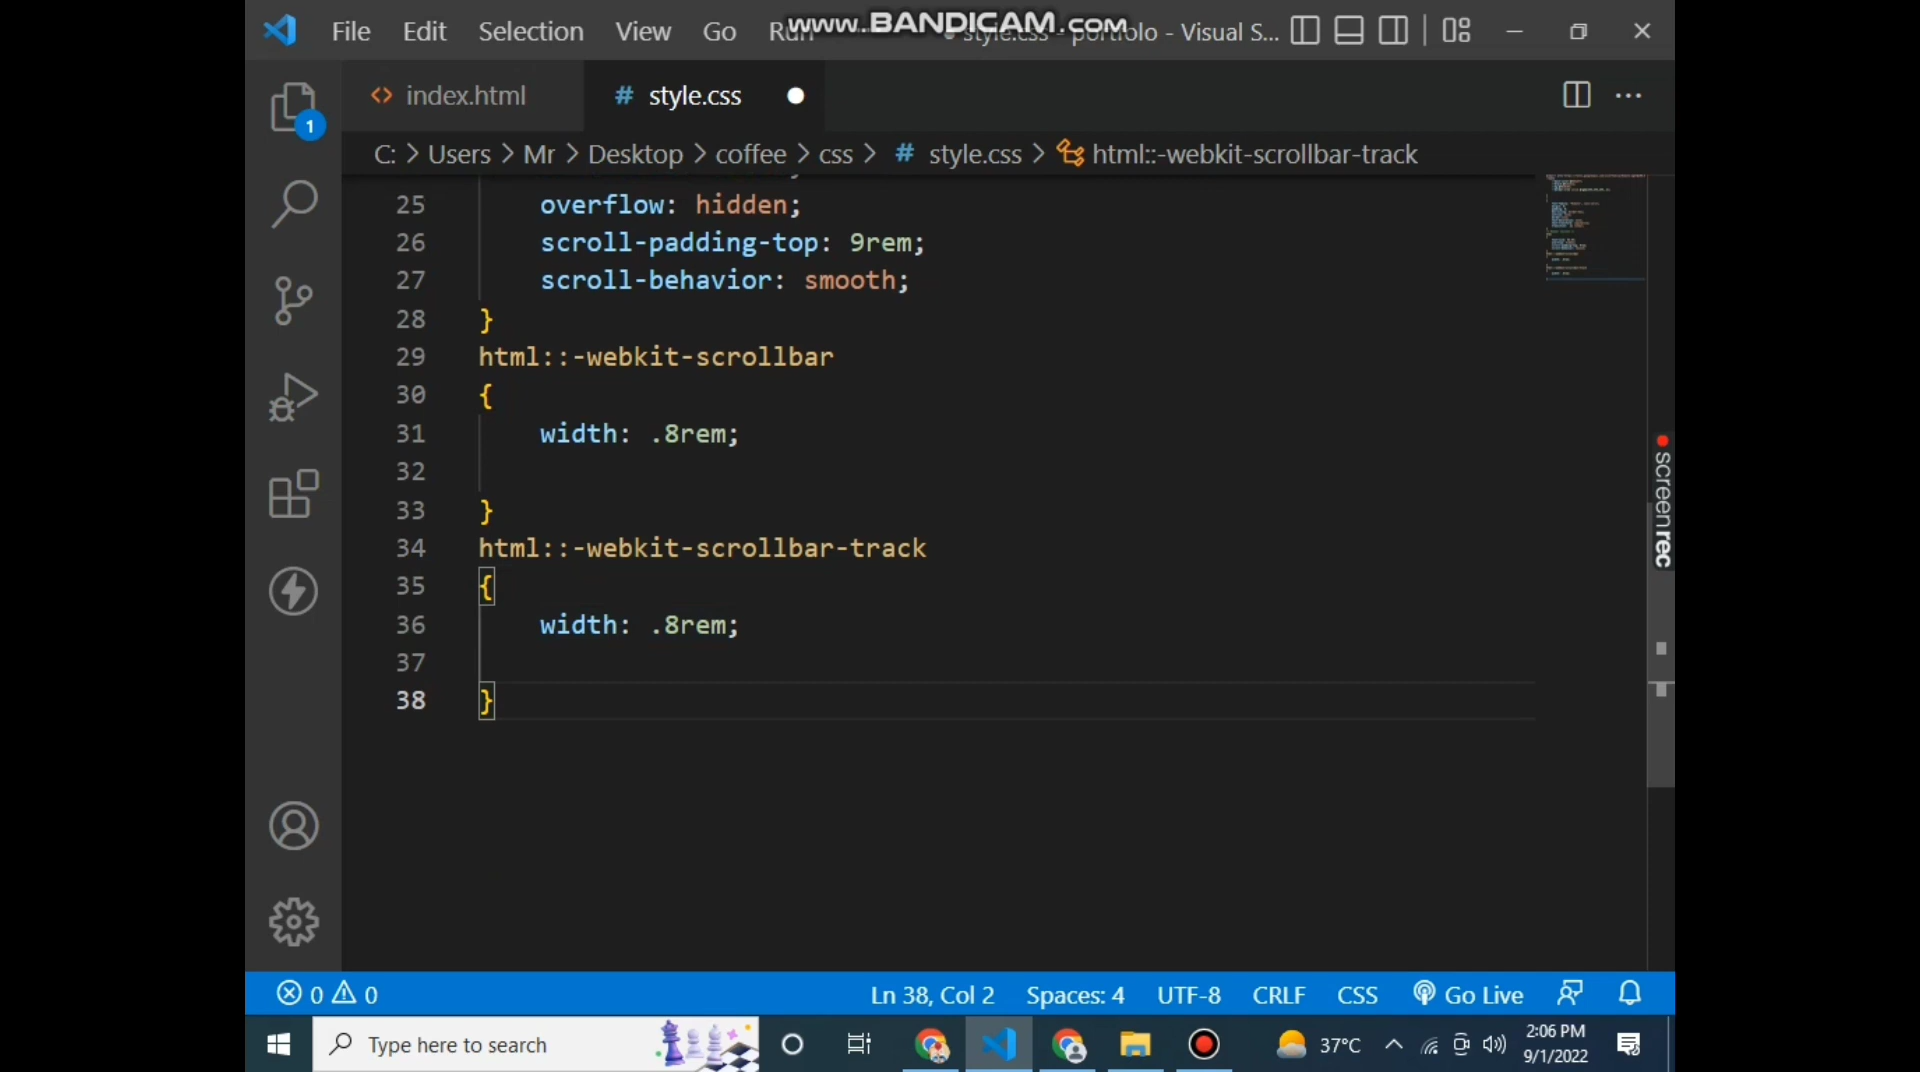 File Edit Selection View Go Run style.css - portfolo - Visual S...
www.BANDICAM.com
index.html
# style.css
1
C: > Users > Mr > Desktop > coffee > css > # style.css > html::-webkit-scrollbar-track
25 overflow: hidden;
26 scroll-padding-top: 9rem;
27 scroll-behavior: smooth;
28 }
29 html::-webkit-scrollbar
30 {
31 width: .8rem;
32
33 }
34 html::-webkit-scrollbar-track
35 {
36 width: .8rem;
37
38 }
screenrec
0 0
Ln 38, Col 2 Spaces: 4 UTF-8 CRLF CSS Go Live
Type here to search
37°C
2:06 PM
9/1/2022